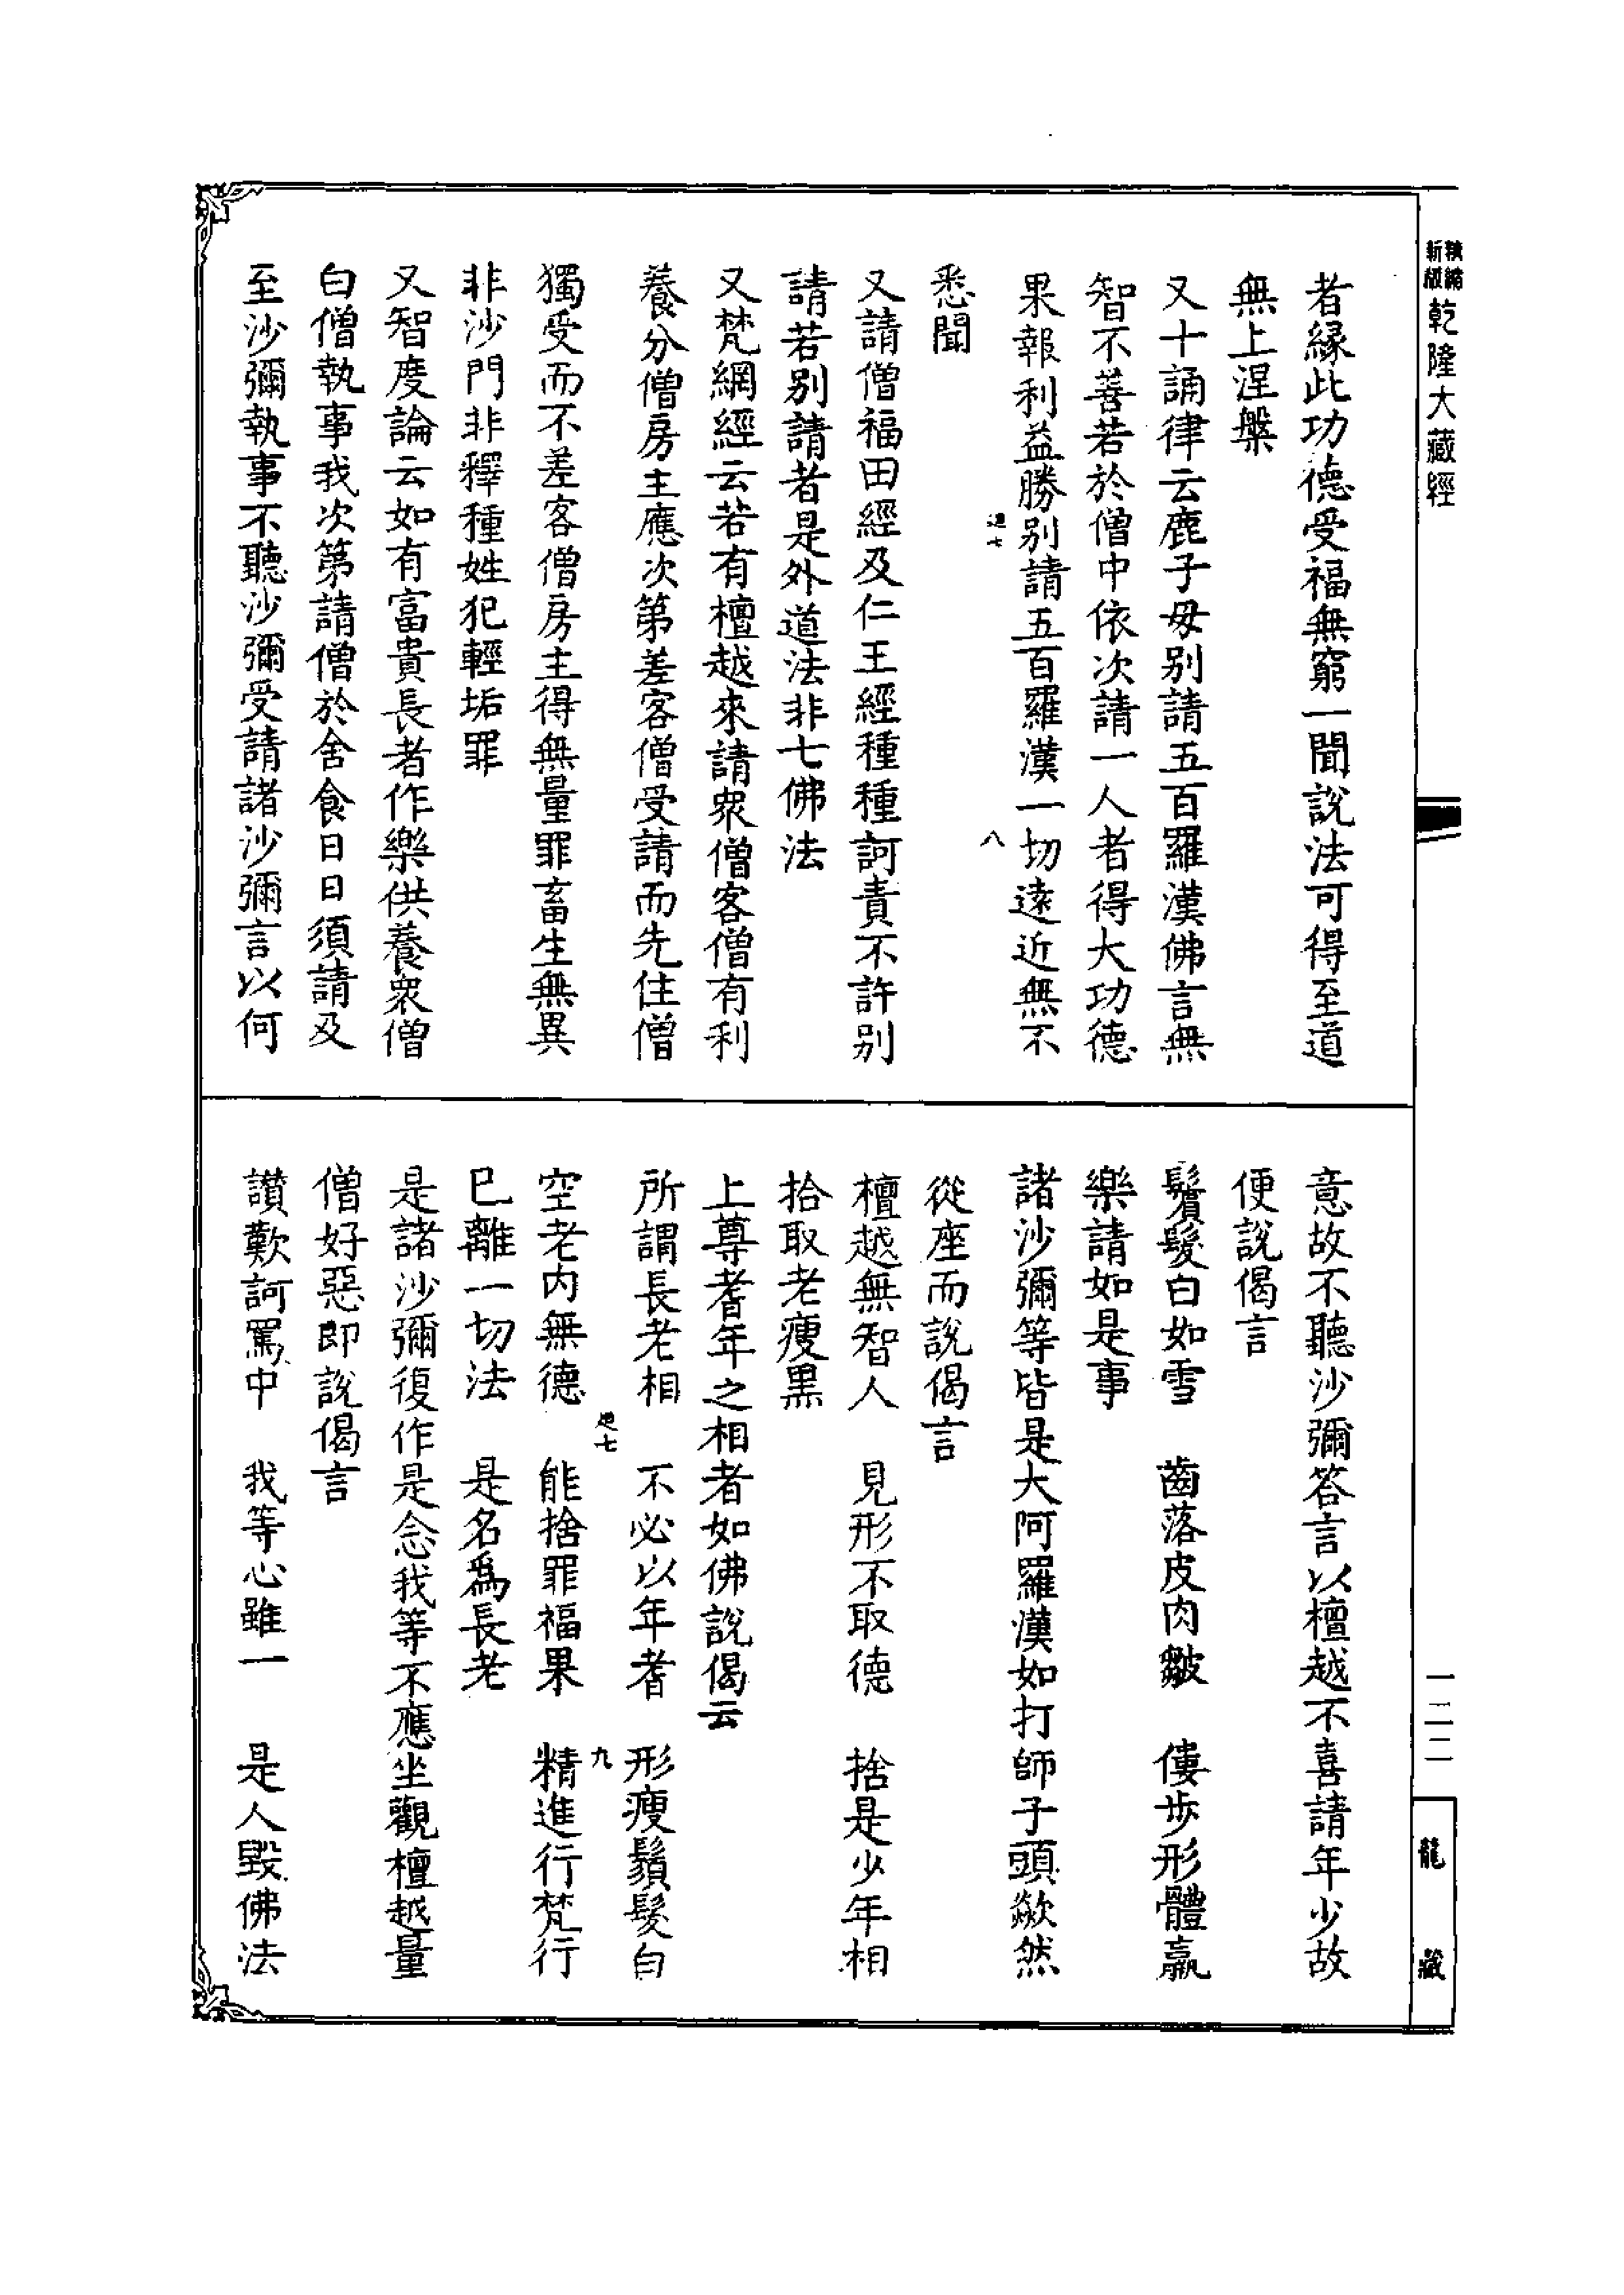 新版
精縮
乾隆大藏經
者緣此功德受福無窮一聞說法可得至道
無上涅槃
又十誦律云鹿子母別請五百羅漢佛言無
智不善若於僧中依次請一人者得大功德
果報利益勝別請五百羅漢一切遠近無不
八
悉聞
又請僧福田經及仁王經種種訶責不許別
請若別請者是外道法非七佛法
又梵網經云若有檀越來請眾僧客僧有利
養分僧房主應次第差客僧受請而先住僧
獨受而不差客僧房主得無量罪畜生無異
非沙門非釋種姓犯輕垢罪
又智度論云如有富貴長者作樂供養眾僧
白僧執事我次第請僧於舍食日日須請及
至沙彌執事不聽沙彌受請諸沙彌言以何
意故不聽沙彌答言以檀越不喜請年少故
便說偈言
鬚髮白如雪　齒落皮肉皺　僂步形體羸
樂請如是事
諸沙彌等皆是大阿羅漢如打師子頭歘然
從座而說偈言
檀越無智人　見形不取德　捨是少年相
拾取老瘦黑
上尊耆年之相者如佛說偈云
所謂長老相　不必以年耆　形瘦鬚髮白
九
空老內無德　能捨罪福果　精進行梵行
已離一切法　是名為長老
是諸沙彌復作是念我等不應坐觀檀越量
僧好惡即說偈言
讚歎訶罵中　我等心雖一　是人毀佛法
一二二
龍藏